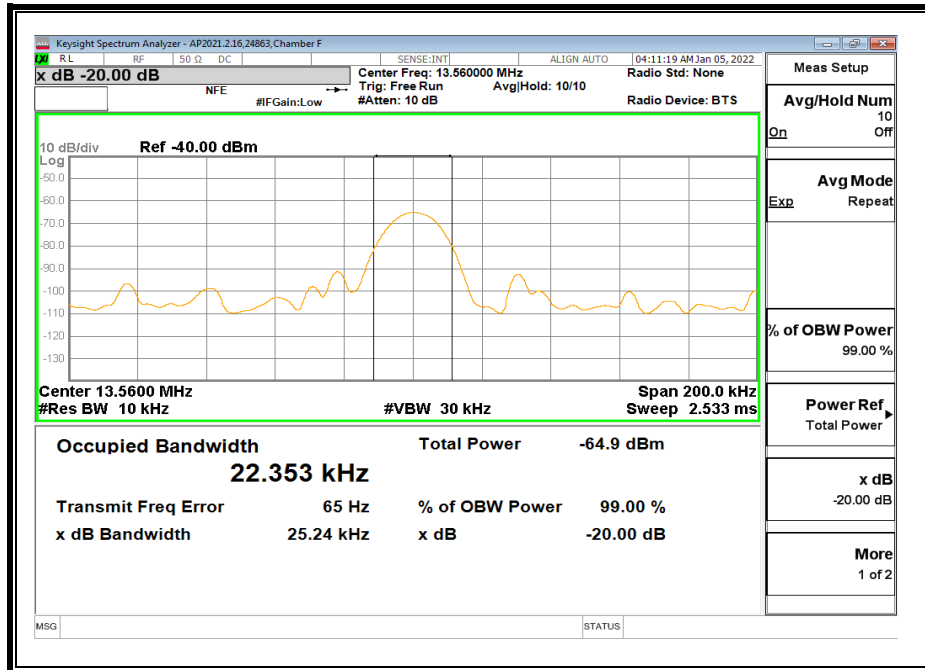 Keysight Spectrum Analyzer - AP2021.2.16,24863,Chamber F
LXI RL RF 50 Ω DC SENSE:INT ALIGN AUTO 04:11:19 AM Jan 05, 2022
x dB -20.00 dB
NFE
#IFGain:Low
Center Freq: 13.560000 MHz
Trig: Free Run Avg|Hold: 10/10
#Atten: 10 dB
Radio Std: None
Radio Device: BTS
10 dB/div Ref -40.00 dBm
Log
-50.0
-60.0
-70.0
-80.0
-90.0
-100
-110
-120
-130
Center 13.5600 MHz Span 200.0 kHz
#Res BW 10 kHz #VBW 30 kHz Sweep 2.533 ms
Occupied Bandwidth Total Power -64.9 dBm
22.353 kHz
Transmit Freq Error 65 Hz % of OBW Power 99.00 %
x dB Bandwidth 25.24 kHz x dB -20.00 dB
Meas Setup
Avg/Hold Num
10
On Off
Avg Mode
Exp Repeat
% of OBW Power
99.00 %
Power Ref
Total Power
x dB
-20.00 dB
More
1 of 2
MSG STATUS